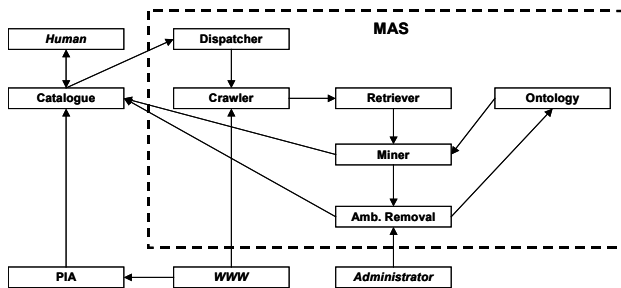 MAS
Human
Dispatcher
Catalogue
Crawler
Retriever
Ontology
Miner
Amb. Removal
PIA
WWW
Administrator